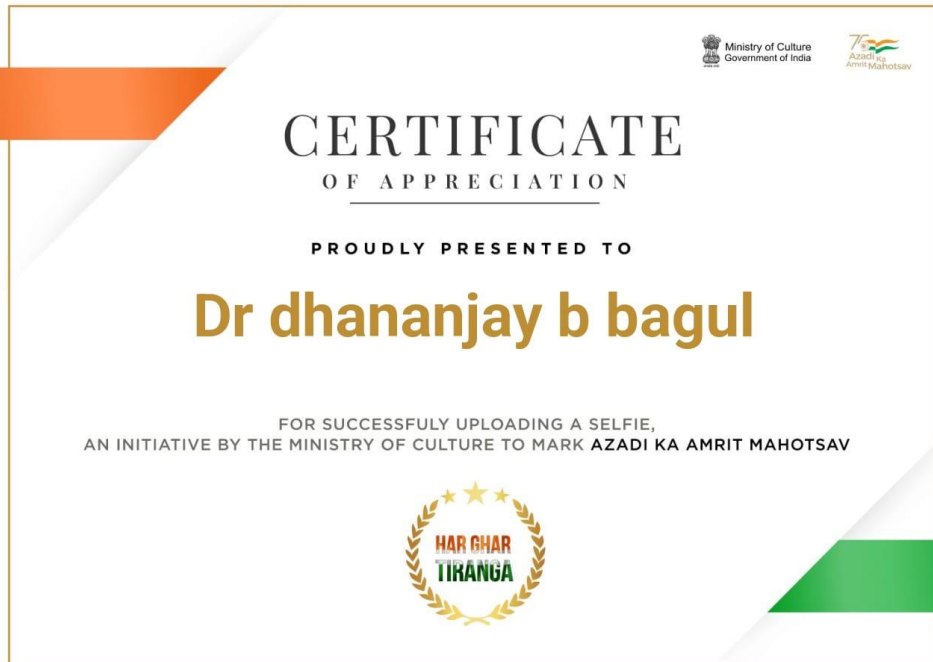 Ministry of Culture
Government of India
75
Azadi Ka
Amrit Mahotsav
CERTIFICATE
OF APPRECIATION
PROUDLY PRESENTED TO
Dr dhananjay b bagul
FOR SUCCESSFULY UPLOADING A SELFIE,
AN INITIATIVE BY THE MINISTRY OF CULTURE TO MARK AZADI KA AMRIT MAHOTSAV
HAR GHAR
TIRANGA